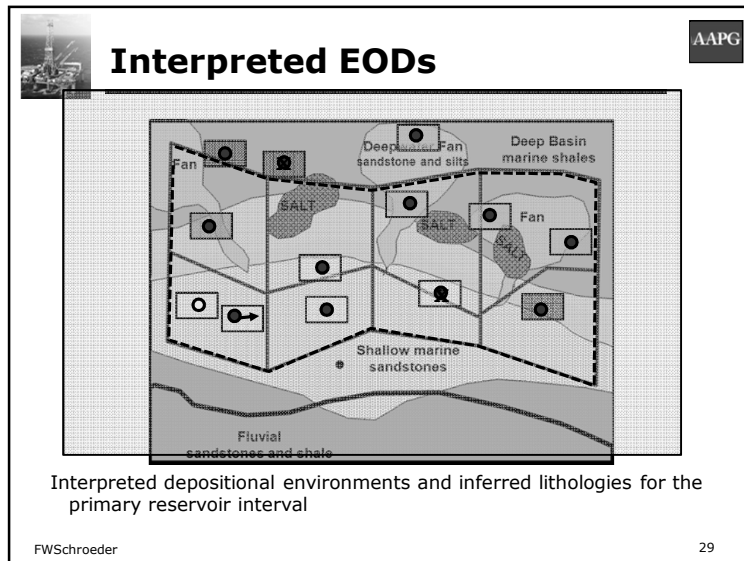 Interpreted EODs
AAPG
Fan
Deepwater Fan
sandstone and silts
Deep Basin
marine shales
SALT
SALT
Fan
SALT
Shallow marine
sandstones
Fluvial
sandstones and shale
Interpreted depositional environments and inferred lithologies for the
primary reservoir interval
FWSchroeder
29